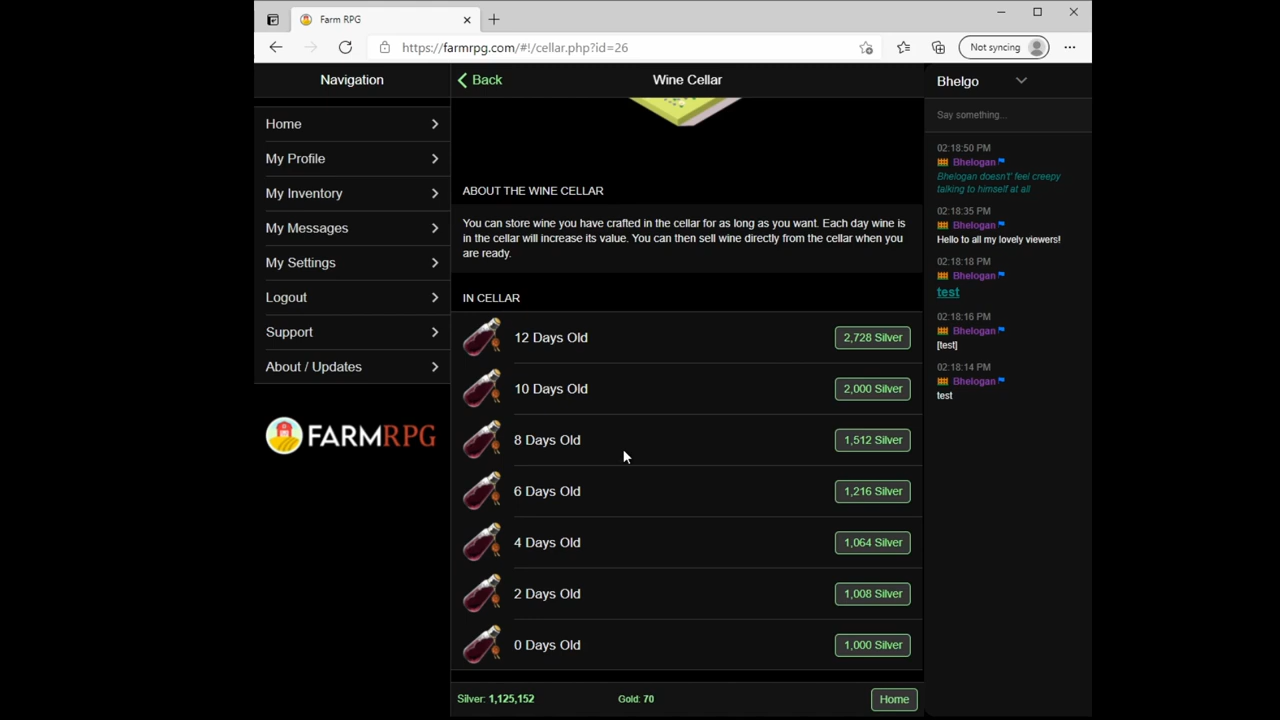 Farm RPG
https://farmrpg.com/#!/cellar.php?id=26
Not syncing
Navigation
Home
My Profile
My Inventory
My Messages
My Settings
Logout
Support
About / Updates
FARMRPG
Back
Wine Cellar
ABOUT THE WINE CELLAR
You can store wine you have crafted in the cellar for as long as you want. Each day wine is
in the cellar will increase its value. You can then sell wine directly from the cellar when you
are ready.
IN CELLAR
12 Days Old 2,728 Silver
10 Days Old 2,000 Silver
8 Days Old 1,512 Silver
6 Days Old 1,216 Silver
4 Days Old 1,064 Silver
2 Days Old 1,008 Silver
0 Days Old 1,000 Silver
Silver: 1,125,152 Gold: 70 Home
Bhelgo
Say something...
02:18:50 PM
Bhelogan
Bhelogan doesn't' feel creepy
talking to himself at all
02:18:35 PM
Bhelogan
Hello to all my lovely viewers!
02:18:18 PM
Bhelogan
test
02:18:16 PM
Bhelogan
[test]
02:18:14 PM
Bhelogan
test